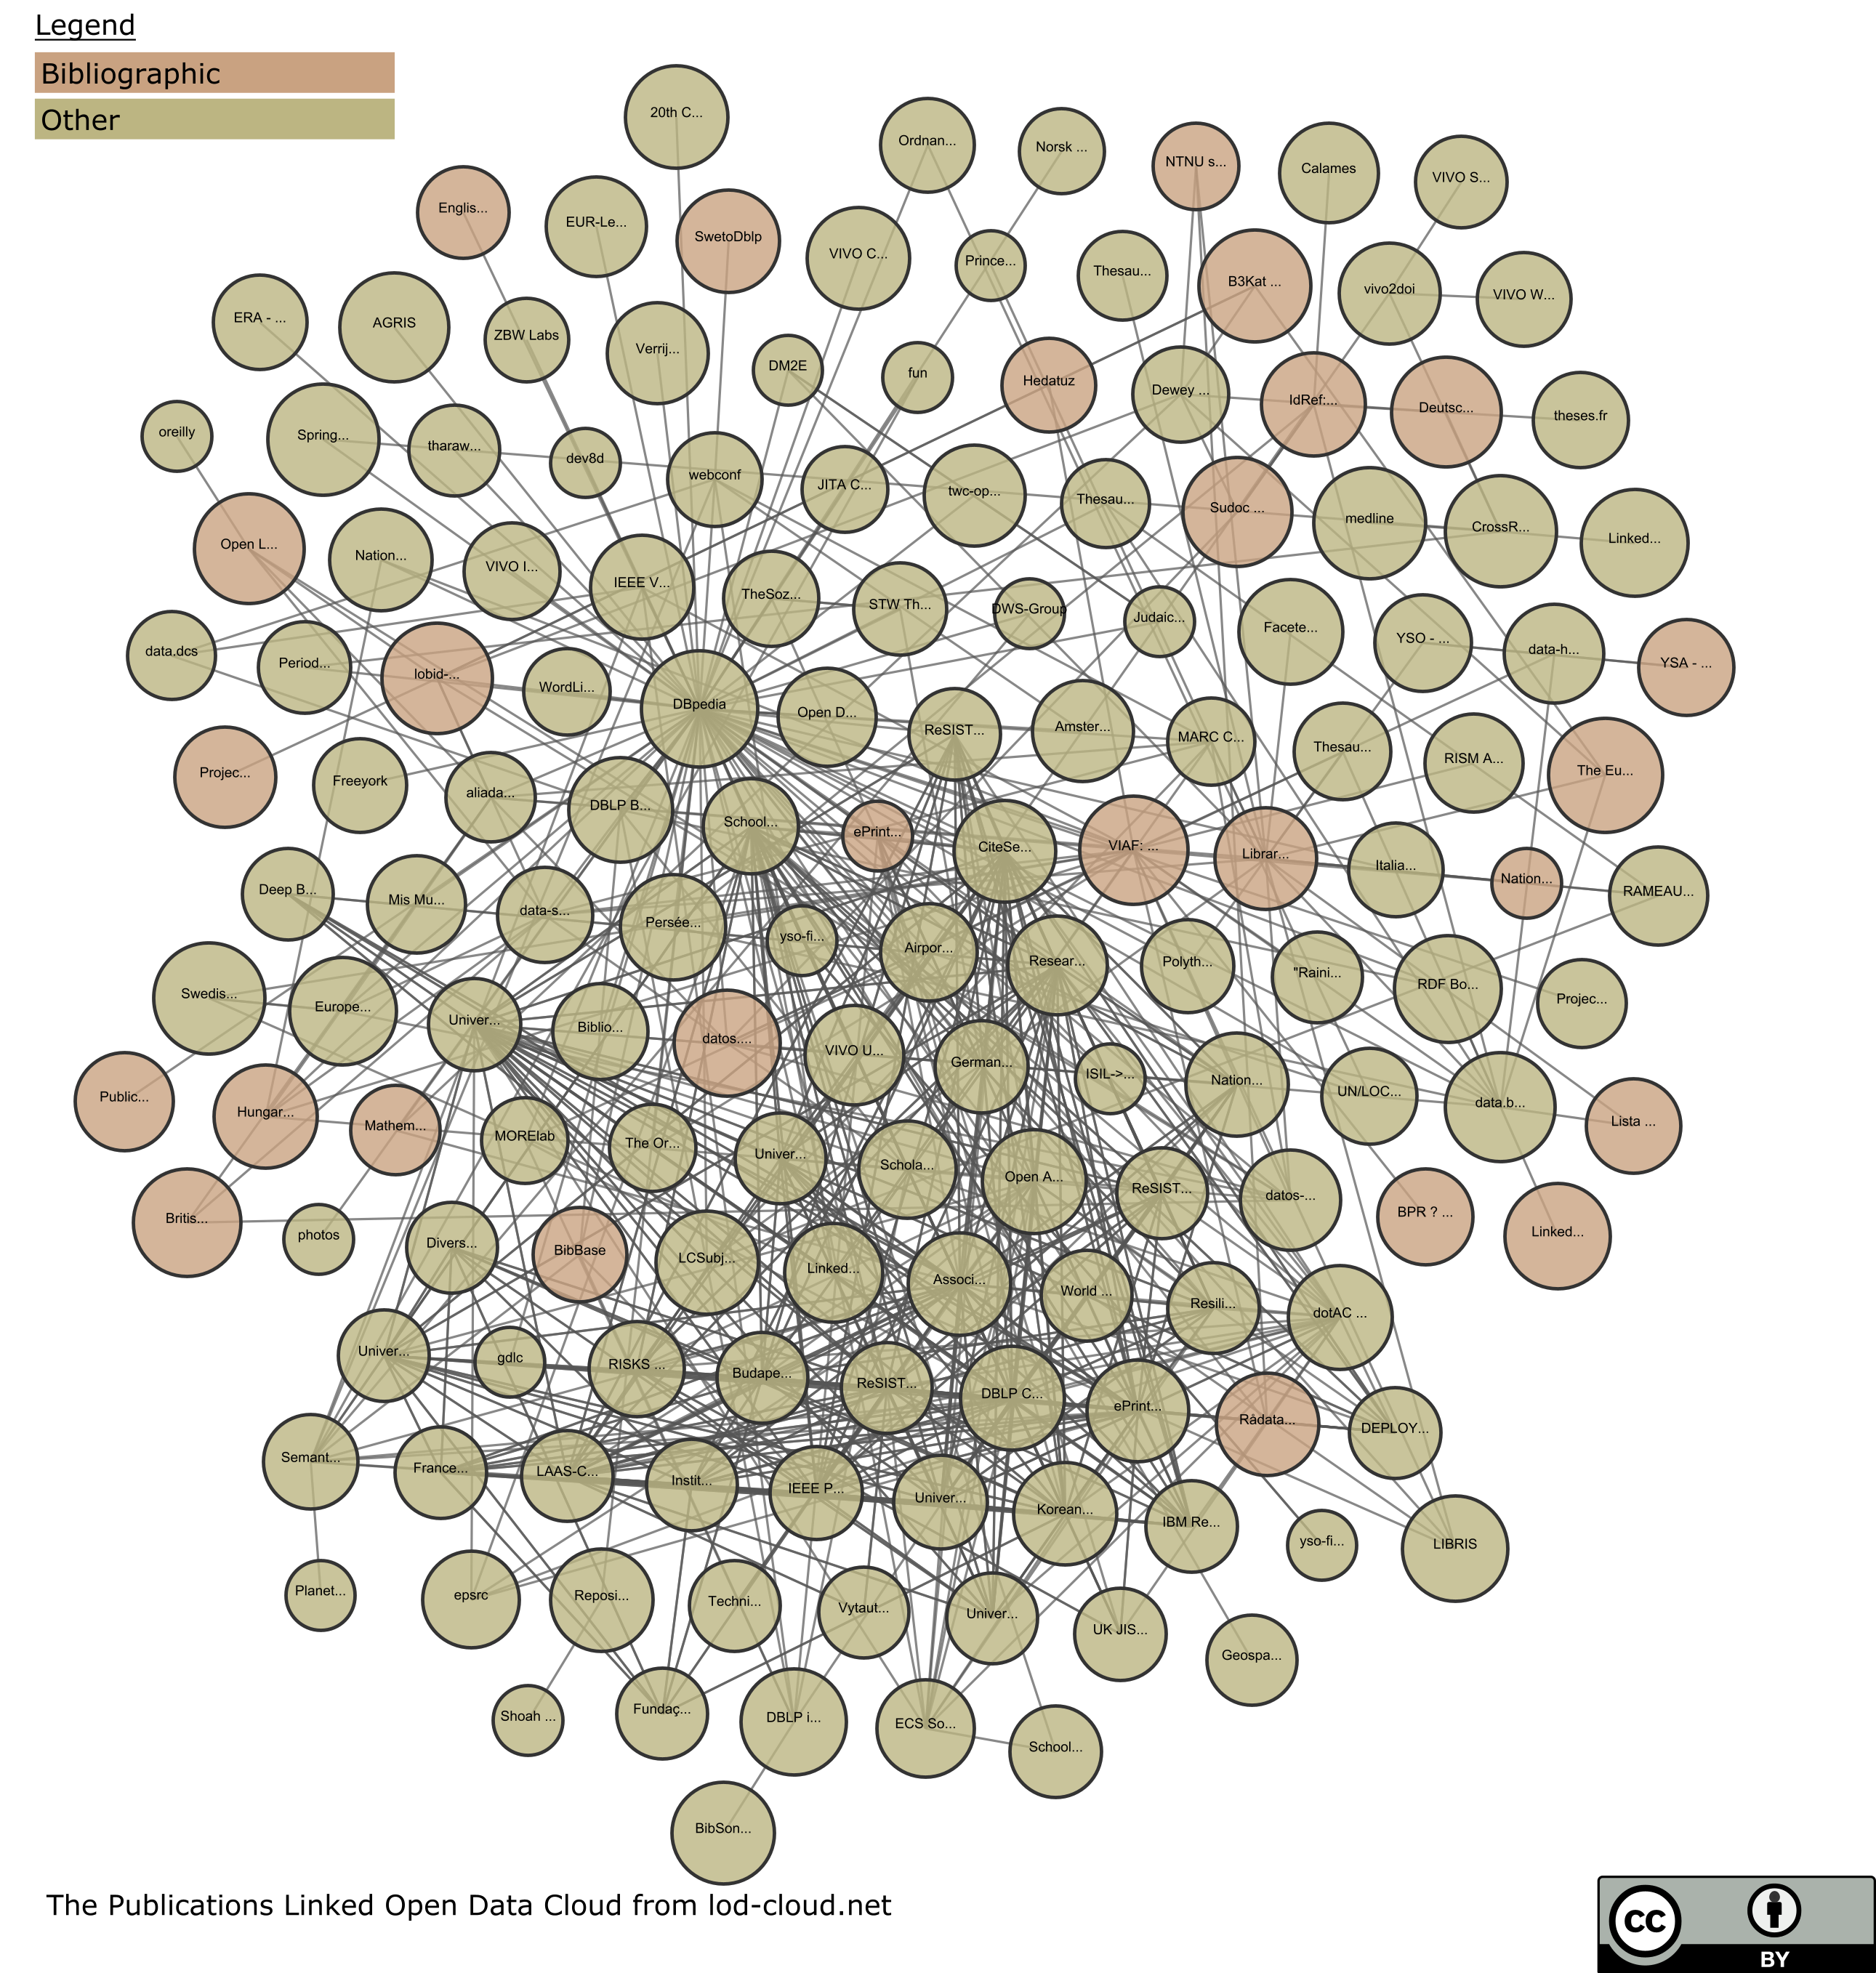 Legend
Bibliographic
Other
20th C...
Ordnan...
Norsk ...
NTNU s...
Calames
VIVO S...
Englis...
EUR-Le...
SwetoDblp
VIVO C...
Prince...
Thesau...
B3Kat ...
vivo2doi
VIVO W...
ERA - ...
AGRIS
ZBW Labs
Verrij...
DM2E
fun
Hedatuz
Dewey ...
IdRef:...
Deutsc...
theses.fr
oreilly
Spring...
tharaw...
dev8d
webconf
JITA C...
twc-op...
Thesau...
Sudoc ...
medline
CrossR...
Linked...
Open L...
Nation...
VIVO I...
IEEE V...
TheSoz...
STW Th...
DWS-Group
Judaic...
Facete...
YSO - ...
data-h...
YSA - ...
data.dcs
Period...
lobid-...
WordLi...
DBpedia
Open D...
ReSIST...
Amster...
MARC C...
Thesau...
RISM A...
The Eu...
Projec...
Freeyork
aliada...
DBLP B...
School...
ePrint...
CiteSe...
VIAF: ...
Librar...
Italia...
Nation...
RAMEAU...
Deep B...
Mis Mu...
data-s...
Persée...
yso-fi...
Airpor...
Resear...
Polyth...
"Raini...
RDF Bo...
Projec...
Swedis...
Europe...
Univer...
Biblio...
datos....
VIVO U...
German...
ISIL->...
Nation...
UN/LOC...
data.b...
Lista ...
Public...
Hungar...
Mathem...
MORElab
The Or...
Univer...
Schola...
Open A...
ReSIST...
datos-...
BPR ? ...
Linked...
Britis...
photos
Divers...
BibBase
LCSubj...
Linked...
Associ...
World ...
Resili...
dotAC ...
Univer...
gdlc
RISKS ...
Budape...
ReSIST...
DBLP C...
ePrint...
Rådata...
DEPLOY...
Semant...
France...
LAAS-C...
Instit...
IEEE P...
Univer...
Korean...
IBM Re...
yso-fi...
LIBRIS
Planet...
epsrc
Reposi...
Techni...
Vytaut...
Univer...
UK JIS...
Geospa...
Shoah ...
Fundaç...
DBLP i...
ECS So...
School...
BibSon...
The Publications Linked Open Data Cloud from lod-cloud.net
cc
BY